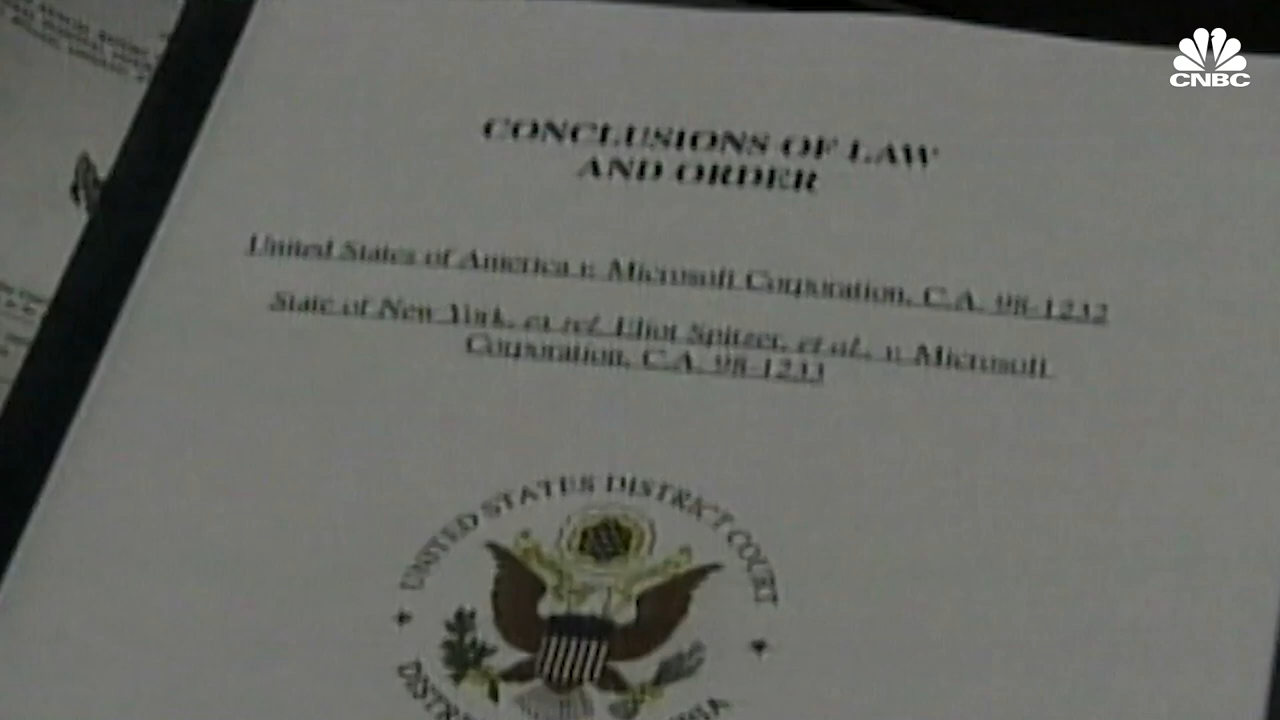 CNBC
CONCLUSIONS OF LAW
AND ORDER
United States of America v. Microsoft Corporation, C.A. 98-1232
State of New York, ex rel. Eliot Spitzer, et al., v. Microsoft
Corporation, C.A. 98-1233
UNITED STATES DISTRICT COURT